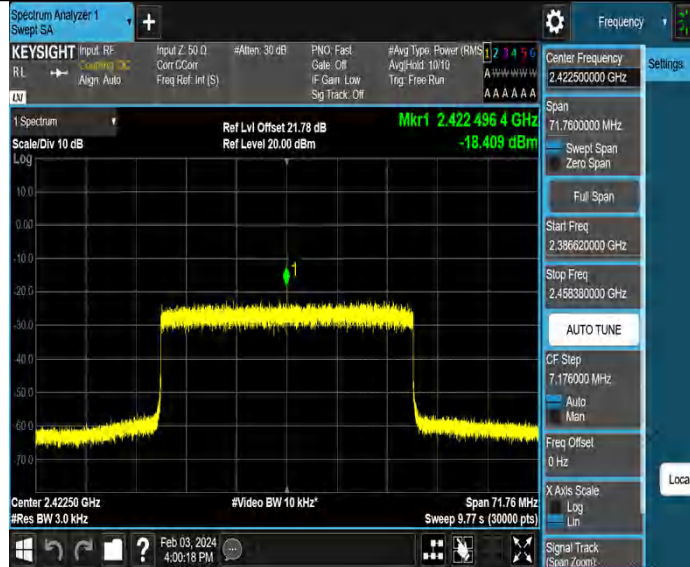 Spectrum Analyzer 1
Swept SA
+
Frequency
KEYSIGHT
RL
Input: RF
Coupling: DC
Align: Auto
Input Z: 50 Ω
Corr CCorr
Freq Ref: Int (S)
#Atten: 30 dB
PNO: Fast
Gate: Off
IF Gain: Low
Sig Track: Off
#Avg Type: Power (RMS
Avg|Hold: 10/10
Trig: Free Run
1 2 3 4 5 6
A W W W W W
A A A A A A
LXI
1 Spectrum
Scale/Div 10 dB
Ref Lvl Offset 21.78 dB
Ref Level 20.00 dBm
Mkr1 2.422 496 4 GHz
-18.409 dBm
Log
10.0
0.00
-10.0
-20.0
-30.0
-40.0
-50.0
-60.0
-70.0
1
Center 2.42250 GHz
#Res BW 3.0 kHz
#Video BW 10 kHz*
Span 71.76 MHz
Sweep 9.77 s (30000 pts)
Feb 03, 2024
4:00:18 PM
?
Center Frequency
2.422500000 GHz
Settings
Span
71.7600000 MHz
Swept Span
Zero Span
Full Span
Start Freq
2.386620000 GHz
Stop Freq
2.458380000 GHz
AUTO TUNE
CF Step
7.176000 MHz
Auto
Man
Freq Offset
0 Hz
X Axis Scale
Log
Lin
Loca
Signal Track
(Span Zoom)